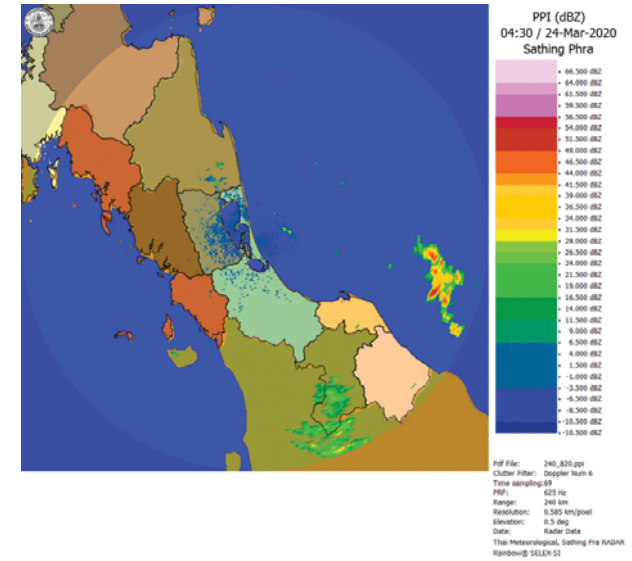 PPI (dBZ)
04:30 / 24-Mar-2020
Sathing Phra
66.500 dBZ
64.000 dBZ
61.500 dBZ
59.500 dBZ
56.500 dBZ
54.000 dBZ
51.500 dBZ
49.000 dBZ
46.500 dBZ
44.000 dBZ
41.500 dBZ
39.000 dBZ
36.500 dBZ
34.000 dBZ
31.500 dBZ
29.000 dBZ
26.500 dBZ
24.000 dBZ
21.500 dBZ
19.000 dBZ
16.500 dBZ
14.000 dBZ
11.500 dBZ
9.000 dBZ
6.500 dBZ
4.000 dBZ
1.500 dBZ
-1.000 dBZ
-3.500 dBZ
-6.500 dBZ
-8.500 dBZ
-10.500 dBZ
-10.500 dBZ
Pdf File: 240_820.ppi
Clutter Filter: Doppler Num 6
Time sampling:69
PRF: 625 Hz
Range: 240 km
Resolution: 0.585 km/pixel
Elevation: 0.5 deg
Data: Radar Data
Thai Meteorological, Sathing Pra RADAR
Rainbow® SELEX-SI